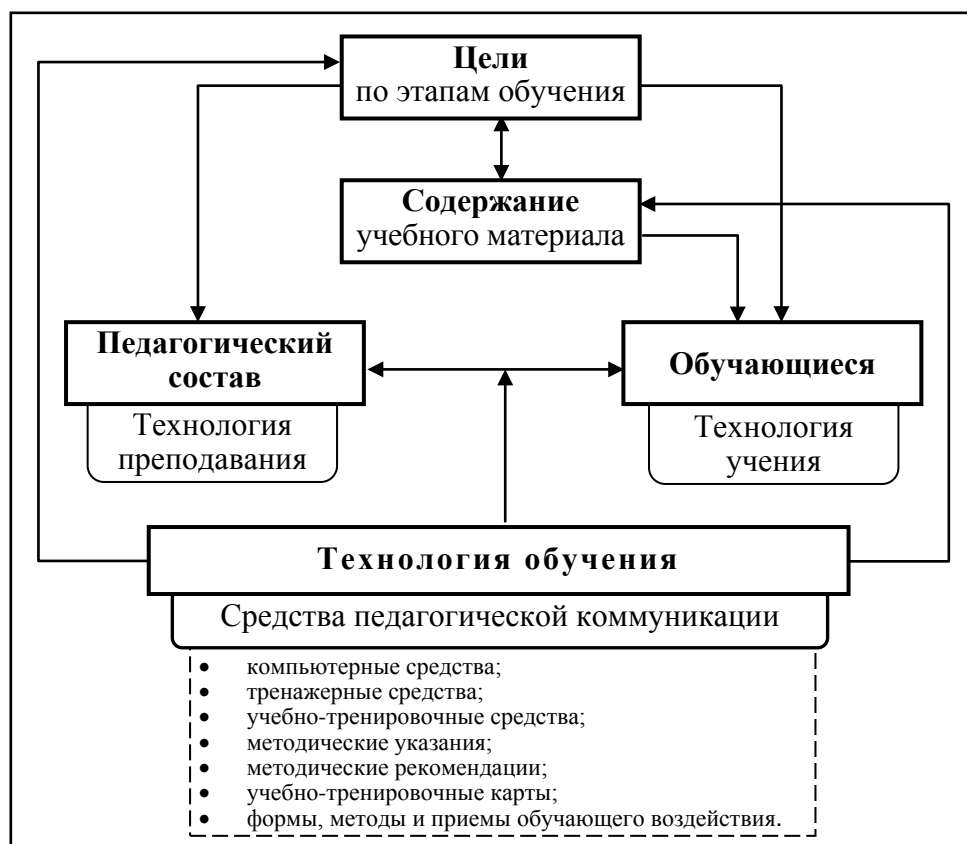 Цели
по этапам обучения
Содержание
учебного материала
Педагогический
состав
Технология
преподавания
Обучающиеся
Технология
учения
Технология обучения
Средства педагогической коммуникации
• компьютерные средства;
• тренажерные средства;
• учебно-тренировочные средства;
• методические указания;
• методические рекомендации;
• учебно-тренировочные карты;
• формы, методы и приемы обучающего воздействия.